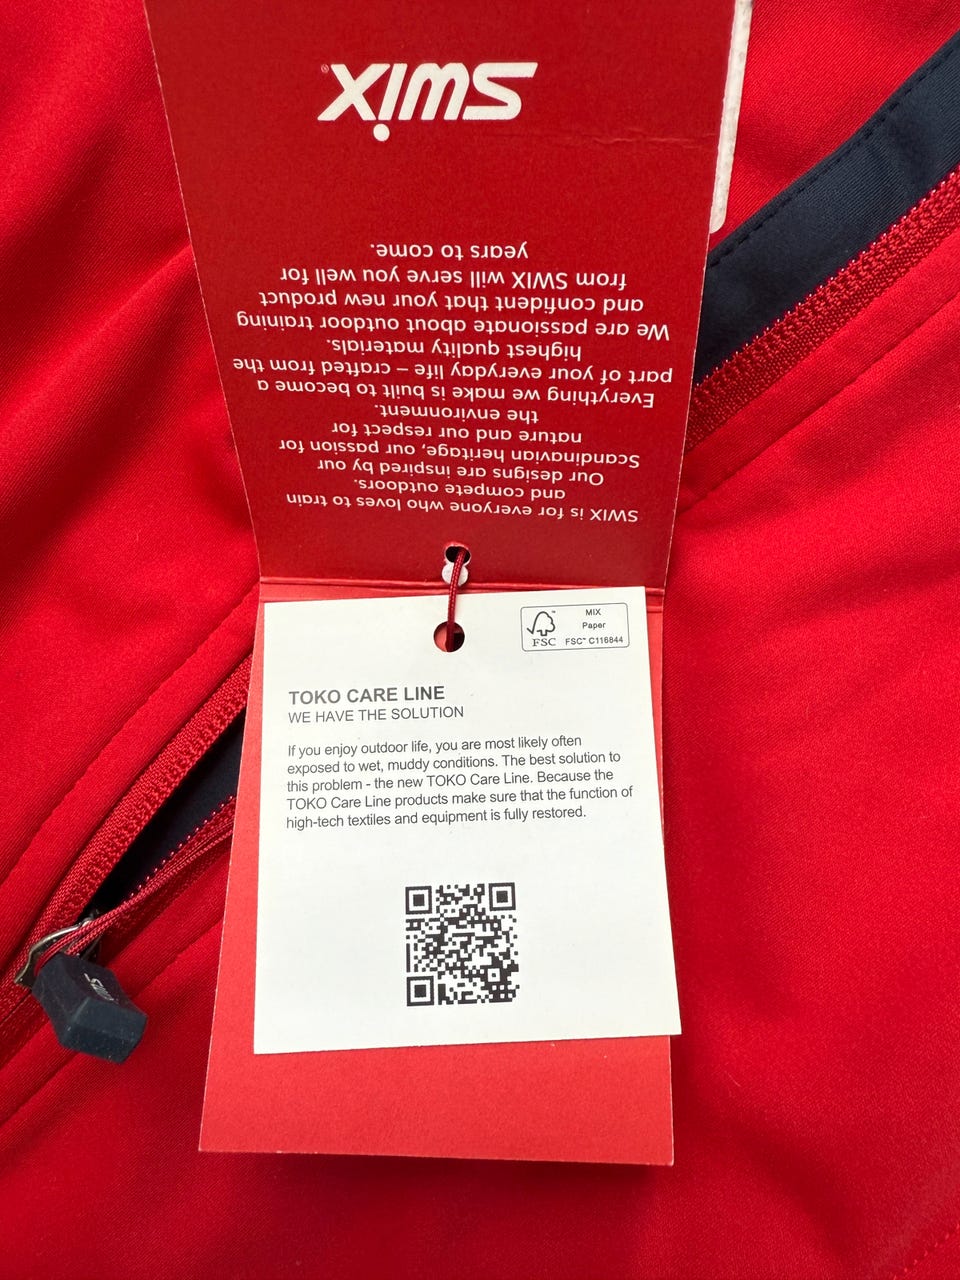 SWIX
SWIX is for everyone who loves to train
and compete outdoors.
Our designs are inspired by our
Scandinavian heritage, our passion for
nature and our respect for
the environment.
Everything we make is built to become a
part of your everyday life – crafted from the
highest quality materials.
We are passionate about outdoor training
and confident that your new product
from SWIX will serve you well for
years to come.
MIX
Paper
FSC™ C116844
FSC
TOKO CARE LINE
WE HAVE THE SOLUTION
If you enjoy outdoor life, you are most likely often
exposed to wet, muddy conditions. The best solution to
this problem - the new TOKO Care Line. Because the
TOKO Care Line products make sure that the function of
high-tech textiles and equipment is fully restored.